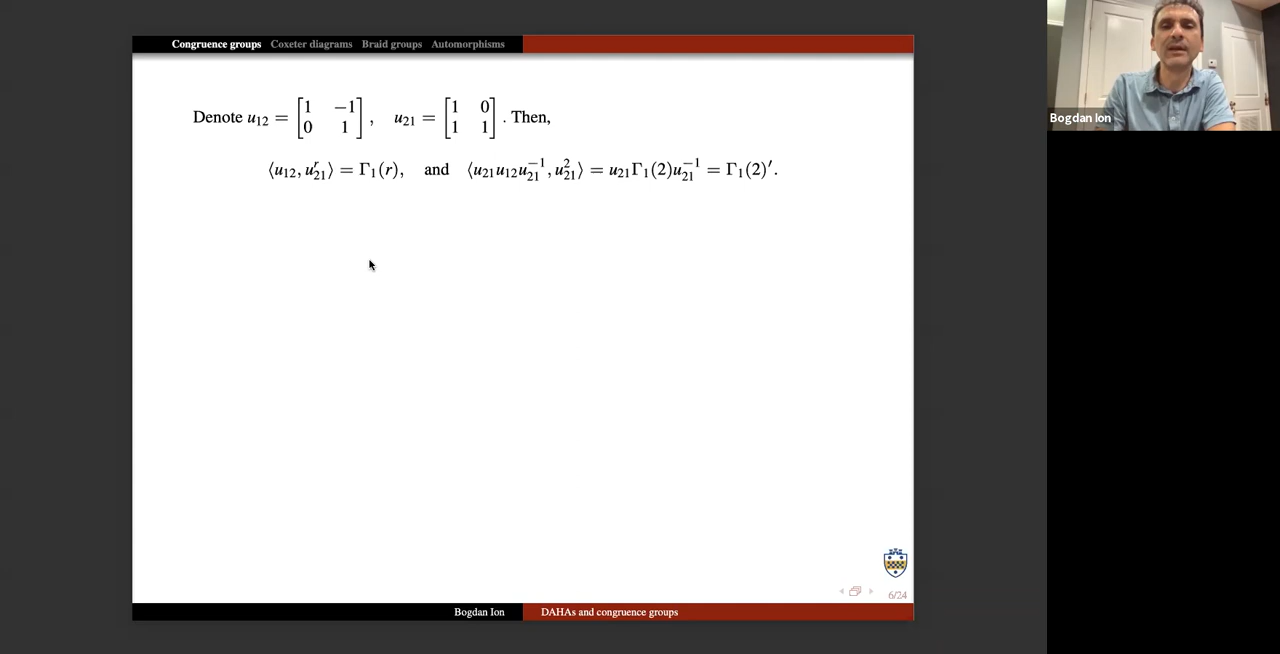 Congruence groups Coxeter diagrams Braid groups Automorphisms
Denote u₁₂ = [1 −1; 0 1], u₂₁ = [1 0; 1 1]. Then,
⟨u₁₂, u₂₁ʳ⟩ = Γ₁(r), and ⟨u₂₁u₁₂u₂₁⁻¹, u₂₁²⟩ = u₂₁Γ₁(2)u₂₁⁻¹ = Γ₁(2)′.
6/24
Bogdan Ion DAHAs and congruence groups
Bogdan Ion